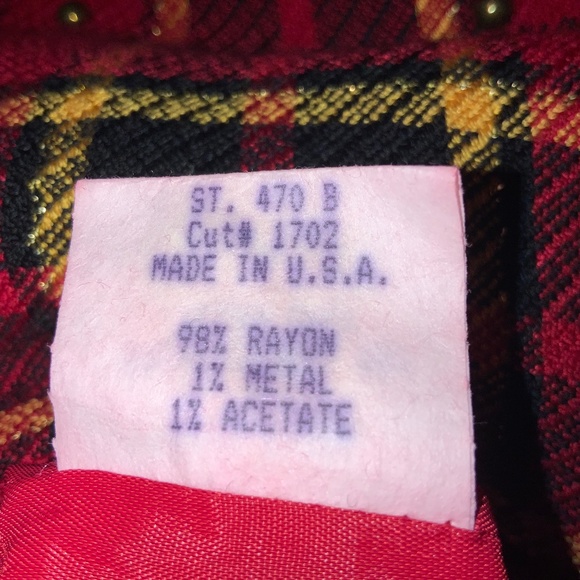 ST. 470 B
Cut# 1702
MADE IN U.S.A.
98% RAYON
1% METAL
1% ACETATE